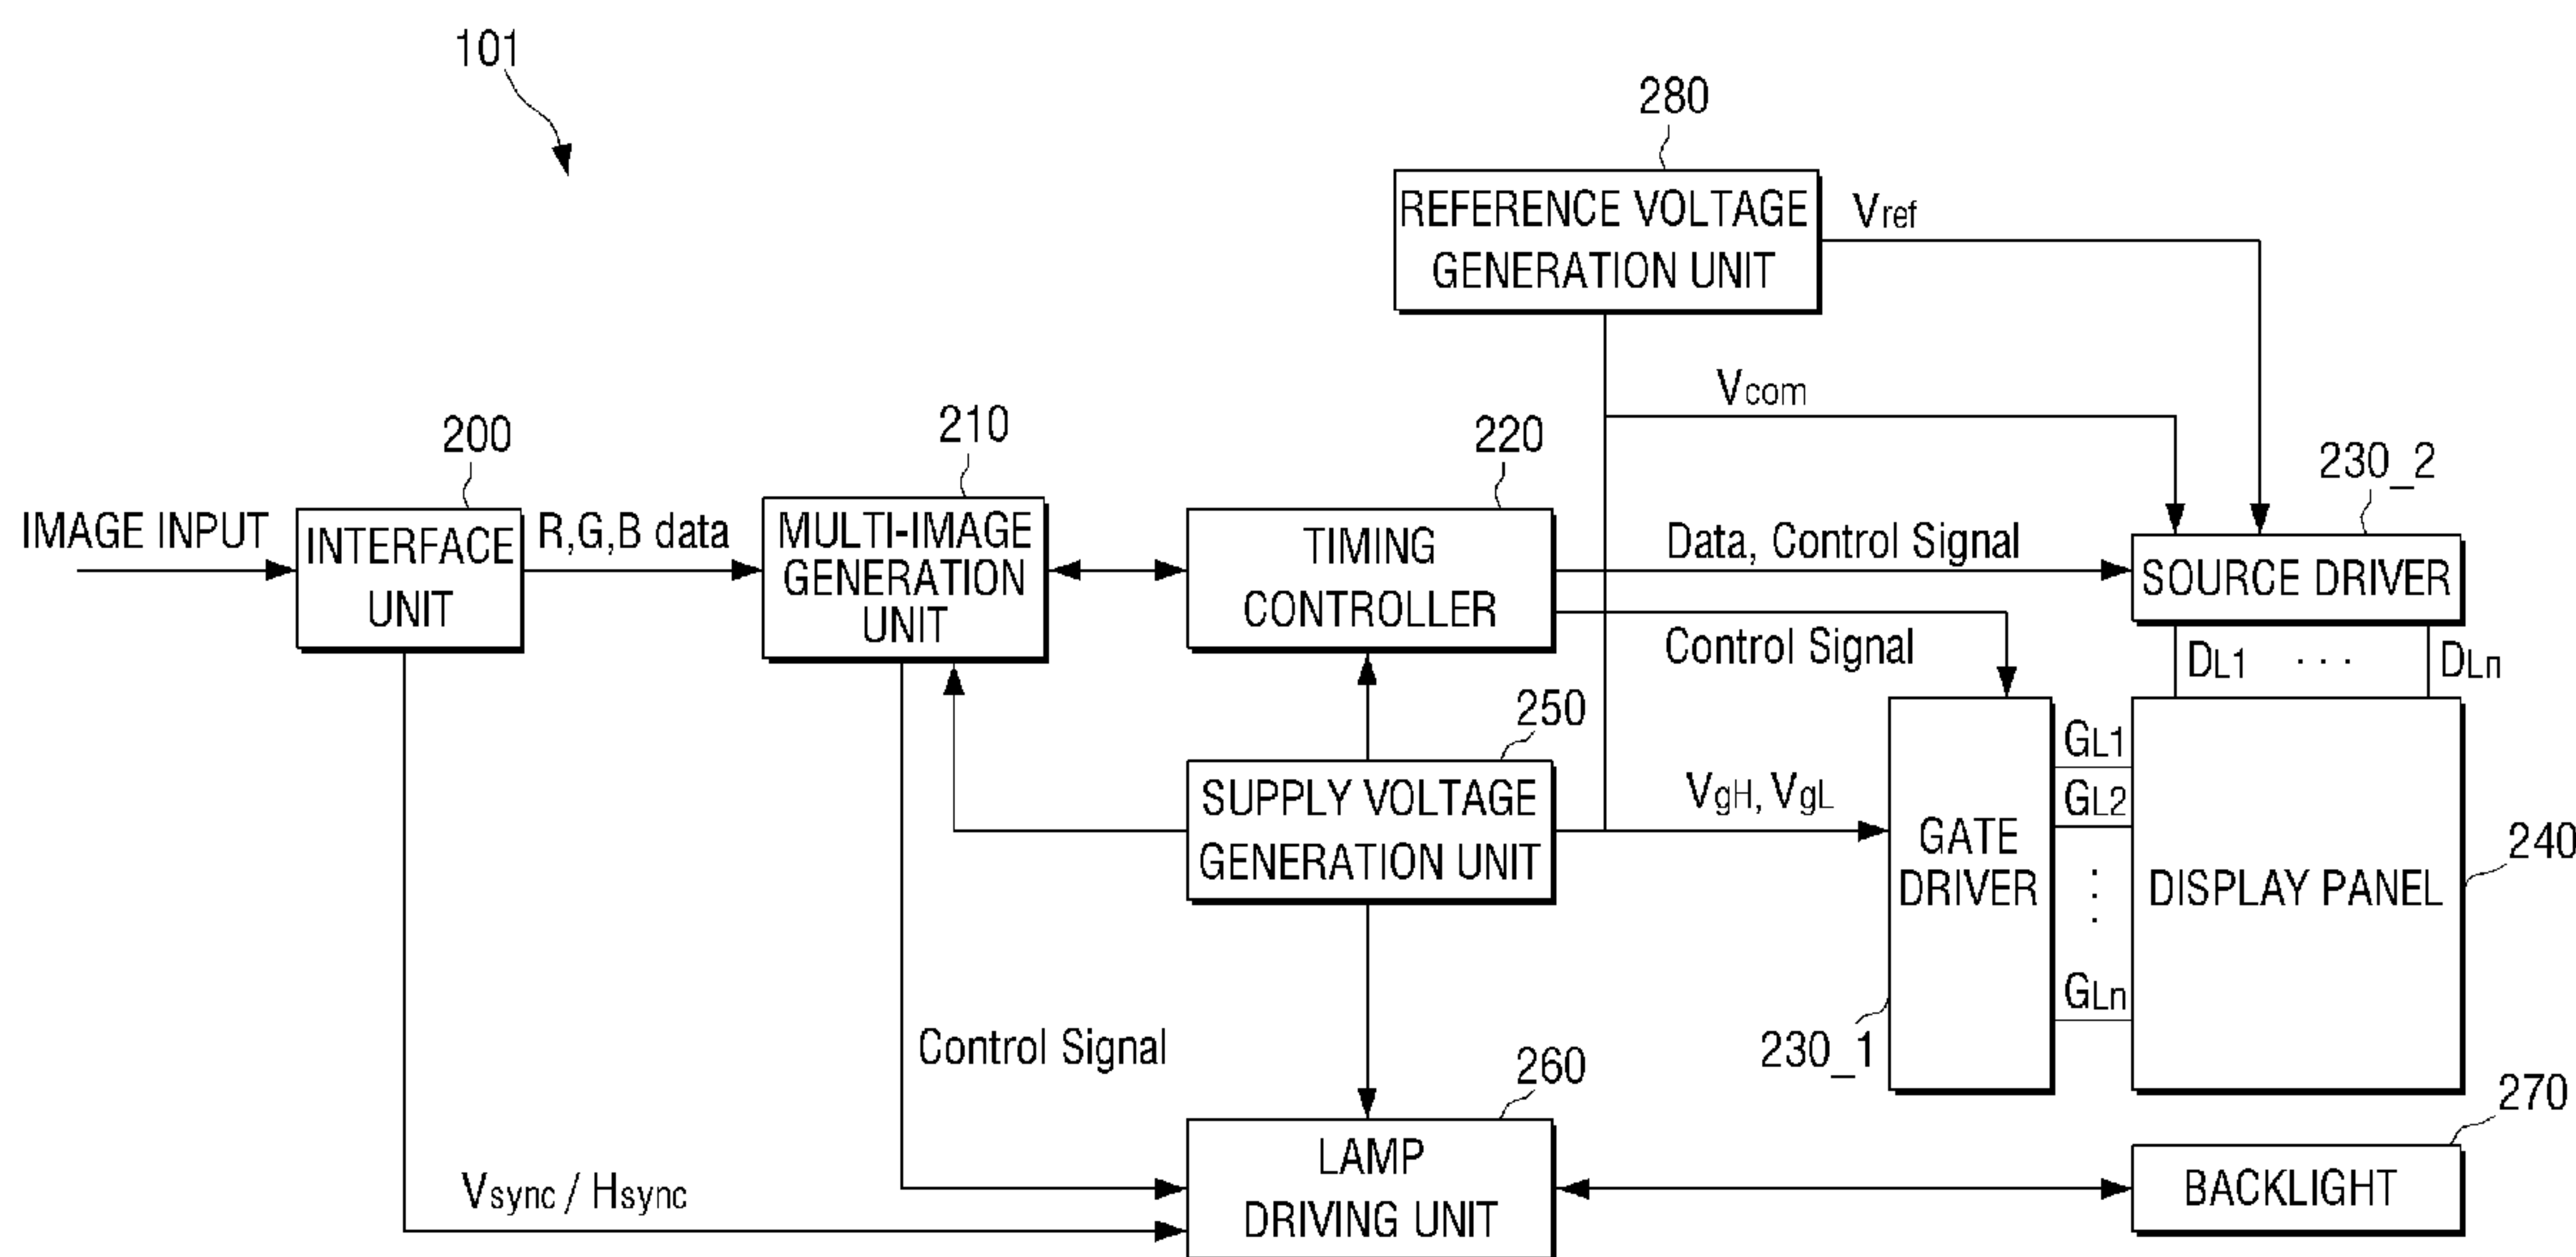 101
280
REFERENCE VOLTAGE
GENERATION UNIT
Vref
Vcom
200
210
220
230_2
IMAGE INPUT
INTERFACE
UNIT
R,G,B data
MULTI-IMAGE
GENERATION
UNIT
TIMING
CONTROLLER
Data, Control Signal
SOURCE DRIVER
Control Signal
DL1 ... DLn
250
SUPPLY VOLTAGE
GENERATION UNIT
VgH, VgL
GATE
DRIVER
GL1
GL2
⋮
GLn
DISPLAY PANEL
240
230_1
Control Signal
260
270
LAMP
DRIVING UNIT
BACKLIGHT
Vsync / Hsync